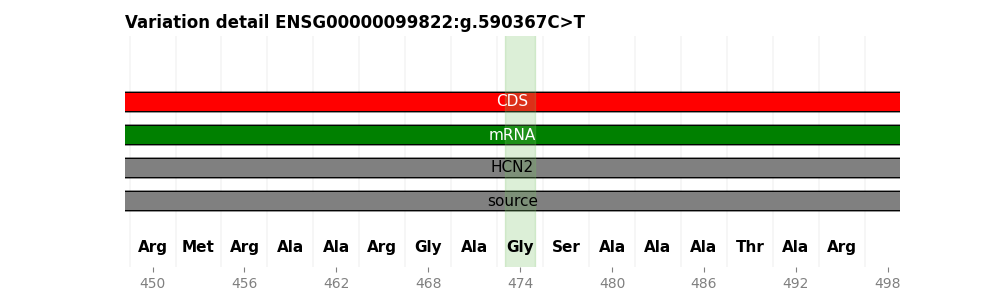 Variation detail ENSG00000099822:g.590367C>T
CDS
mRNA
HCN2
source
Arg Met Arg Ala Ala Arg Gly Ala Gly Ser Ala Ala Ala Thr Ala Arg
450 456 462 468 474 480 486 492 498